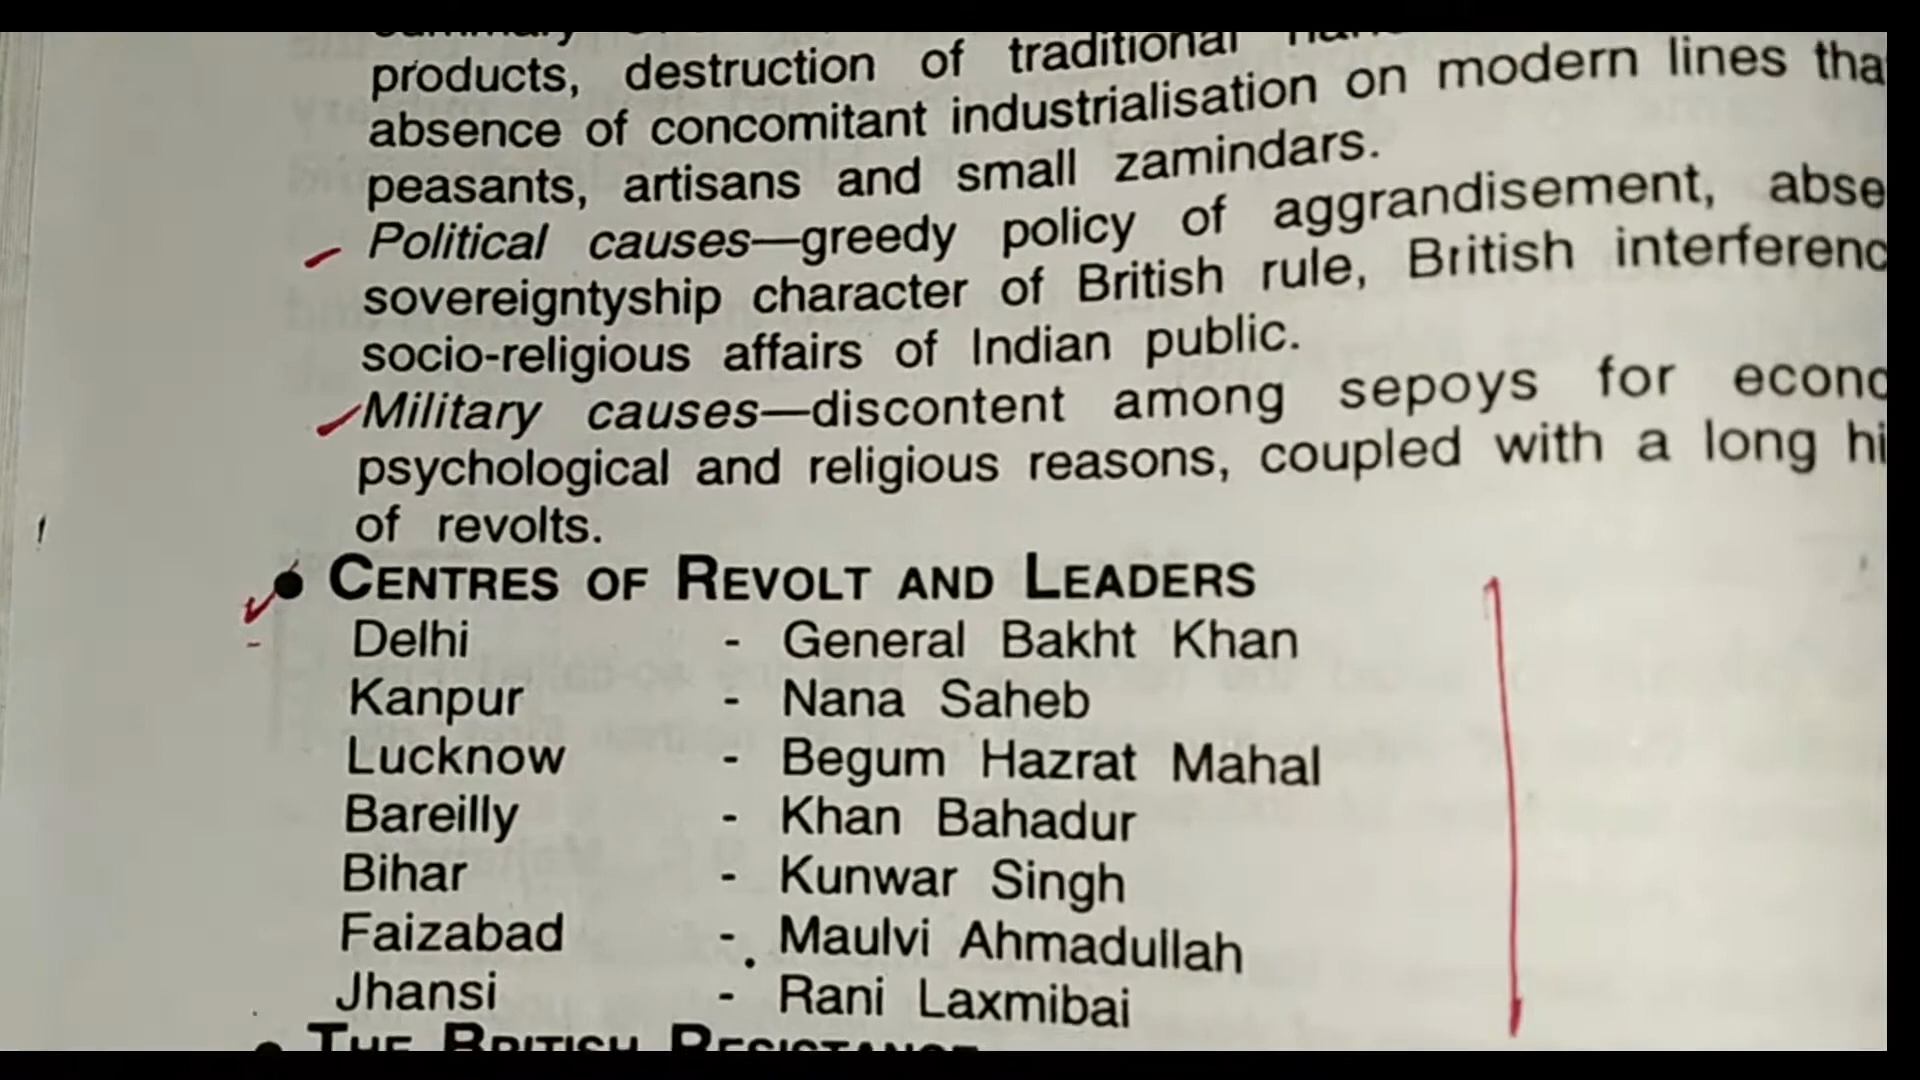 products, destruction of traditional
absence of concomitant industrialisation on modern lines tha
peasants, artisans and small zamindars.
Political causes—greedy policy of aggrandisement, abse
sovereigntyship character of British rule, British interferenc
socio-religious affairs of Indian public.
Military causes—discontent among sepoys for econo
psychological and religious reasons, coupled with a long hi
of revolts.
● CENTRES OF REVOLT AND LEADERS
Delhi - General Bakht Khan
Kanpur - Nana Saheb
Lucknow - Begum Hazrat Mahal
Bareilly - Khan Bahadur
Bihar - Kunwar Singh
Faizabad - Maulvi Ahmadullah
Jhansi - Rani Laxmibai
● THE BRITISH RESISTANCE